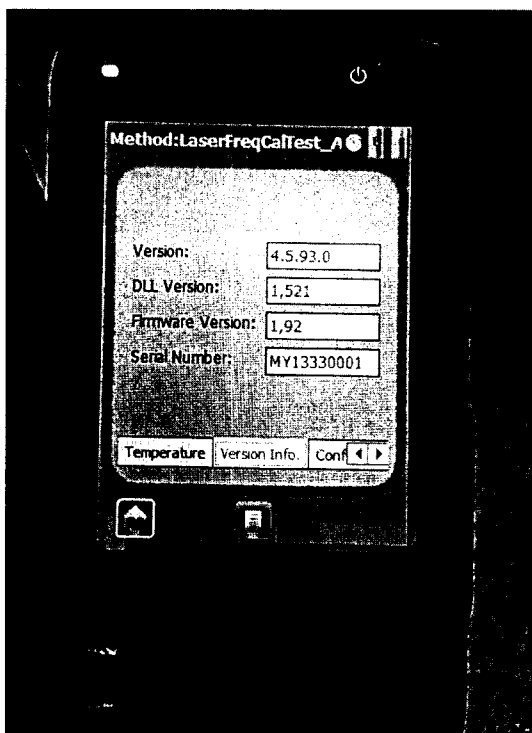 Method:LaserFreqCalTest_A
Version: 4.5.93.0
DLL Version: 1,521
Firmware Version: 1,92
Serial Number: MY13330001
Temperature Version Info. Conf